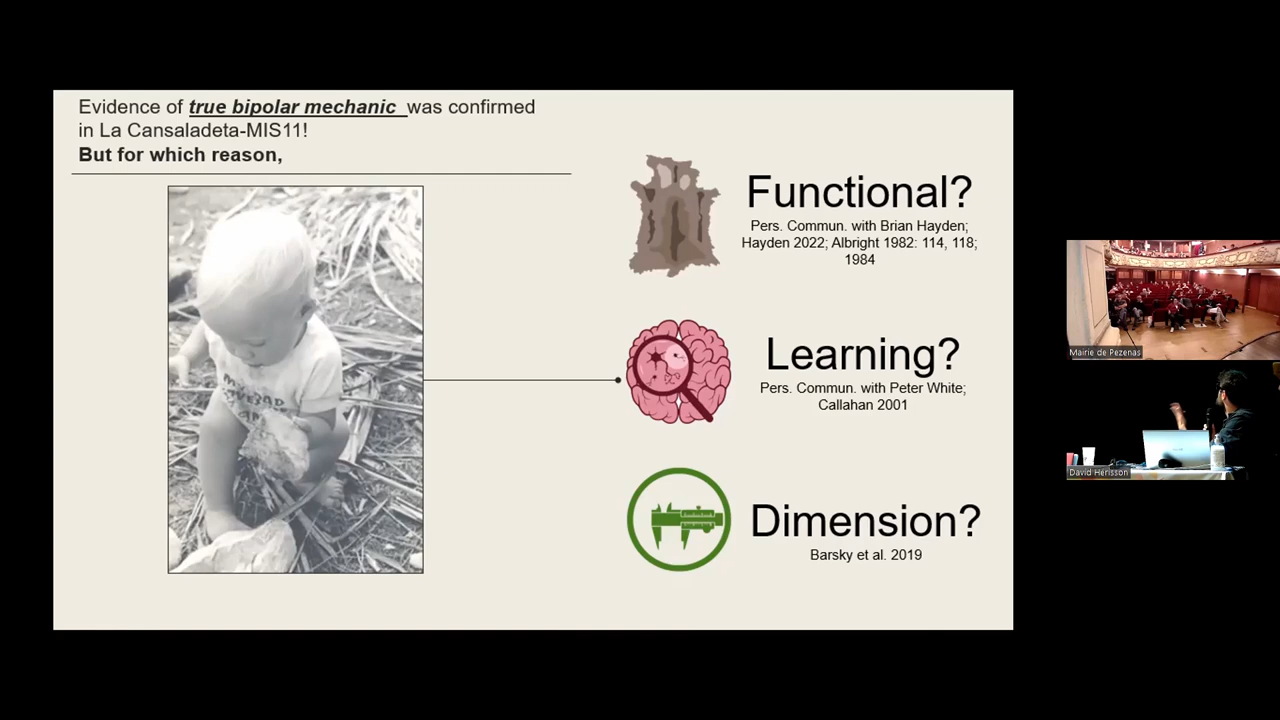 Evidence of true bipolar mechanic was confirmed
in La Cansaladeta-MIS11!
But for which reason,
Functional?
Pers. Commun. with Brian Hayden;
Hayden 2022; Albright 1982: 114, 118;
1984
Learning?
Pers. Commun. with Peter White;
Callahan 2001
Dimension?
Barsky et al. 2019
Mairie de Pezenas
David Hérisson